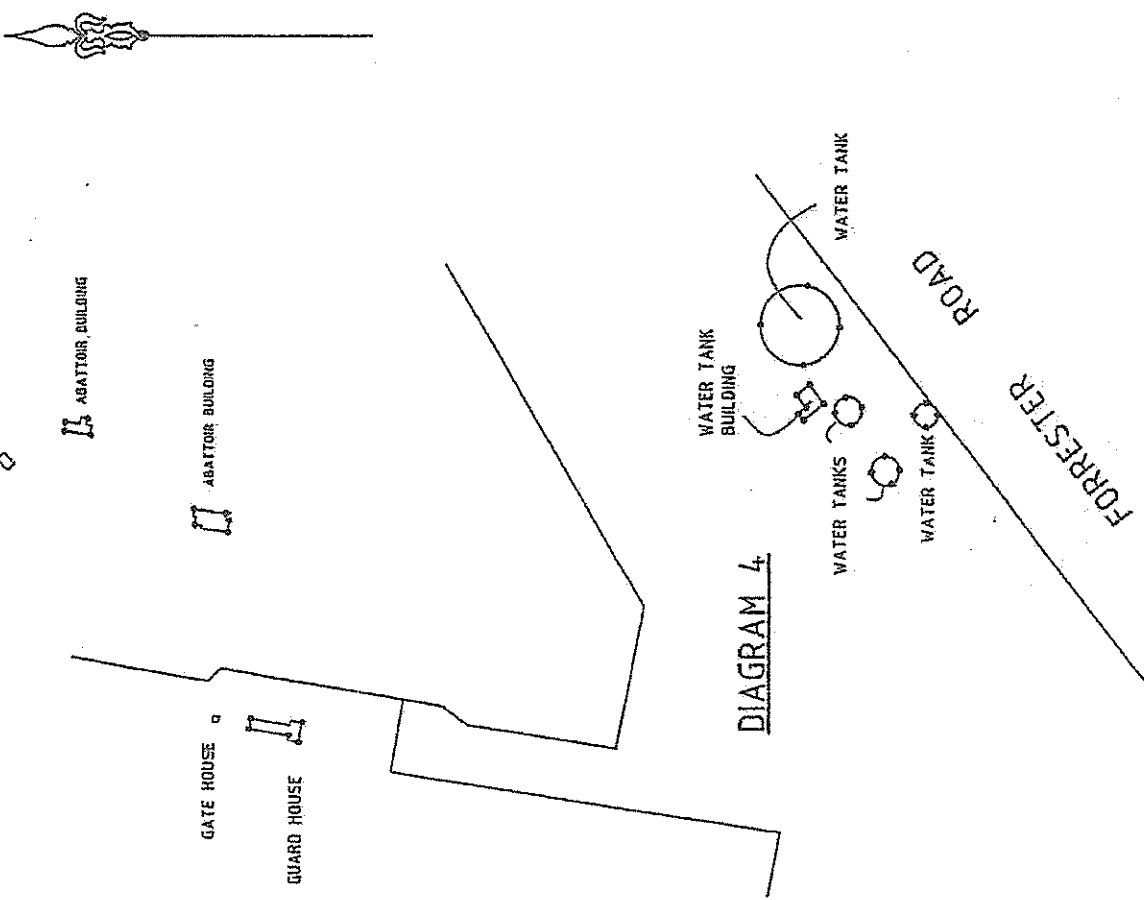 ABATTOIR BUILDING
ABATTOIR BUILDING
GATE HOUSE
GUARD HOUSE
WATER TANK
WATER TANK
BUILDING
WATER TANKS
WATER TANK
DIAGRAM 4
FORRESTER ROAD